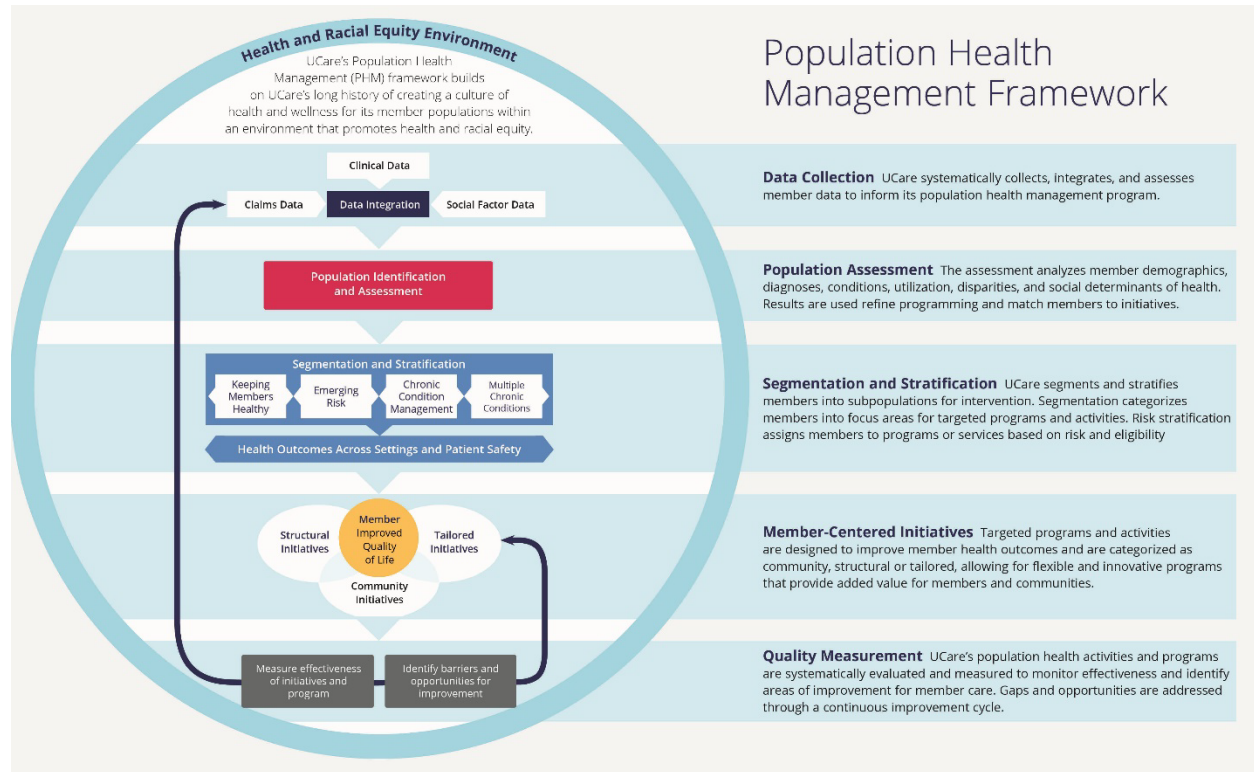 Health and Racial Equity Environment
UCare's Population Health
Management (PHM) framework builds
on UCare's long history of creating a culture of
health and wellness for its member populations within
an environment that promotes health and racial equity.
Population Health
Management Framework
Clinical Data
Claims Data
Data Integration
Social Factor Data
Data Collection UCare systematically collects, integrates, and assesses
member data to inform its population health management program.
Population Identification
and Assessment
Population Assessment The assessment analyzes member demographics,
diagnoses, conditions, utilization, disparities, and social determinants of health.
Results are used refine programming and match members to initiatives.
Segmentation and Stratification
Keeping
Members
Healthy
Emerging
Risk
Chronic
Condition
Management
Multiple
Chronic
Conditions
Health Outcomes Across Settings and Patient Safety
Segmentation and Stratification UCare segments and stratifies
members into subpopulations for intervention. Segmentation categorizes
members into focus areas for targeted programs and activities. Risk stratification
assigns members to programs or services based on risk and eligibility
Structural
Initiatives
Member
Improved
Quality
of Life
Tailored
Initiatives
Community
Initiatives
Member-Centered Initiatives Targeted programs and activities
are designed to improve member health outcomes and are categorized as
community, structural or tailored, allowing for flexible and innovative programs
that provide added value for members and communities.
Measure effectiveness
of initiatives and
program
Identify barriers and
opportunities for
improvement
Quality Measurement UCare's population health activities and programs
are systematically evaluated and measured to monitor effectiveness and identify
areas of improvement for member care. Gaps and opportunities are addressed
through a continuous improvement cycle.